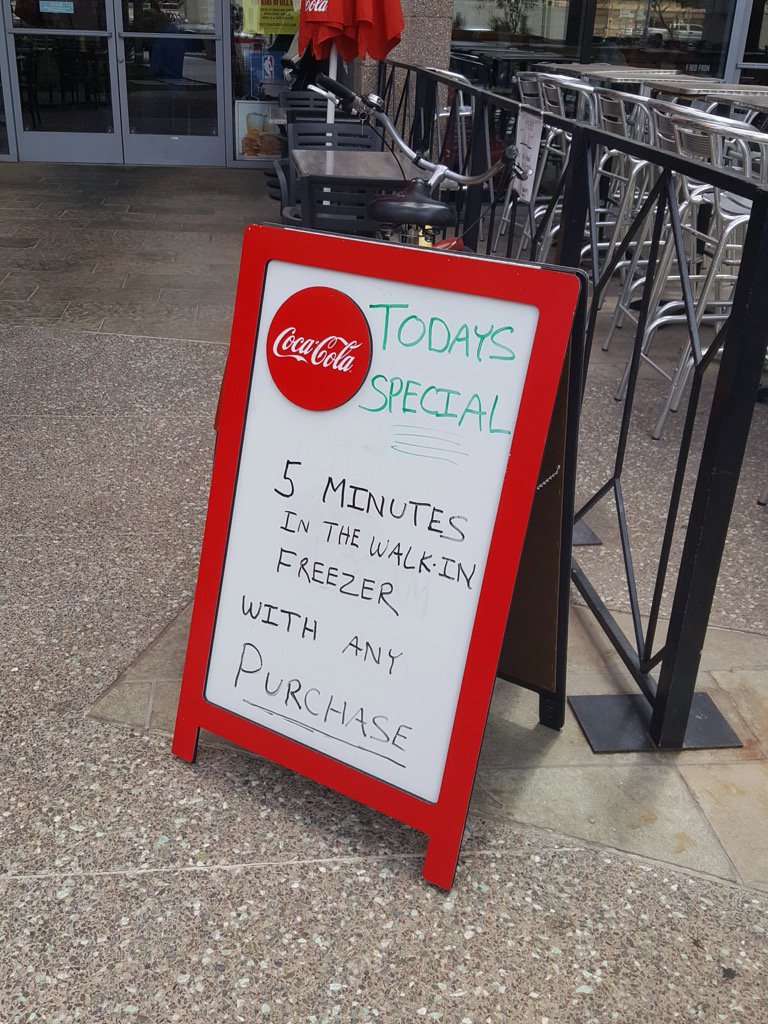 Coca-Cola
TODAYS
SPECIAL
5 MINUTES
IN THE WALK-IN
FREEZER
WITH ANY
PURCHASE